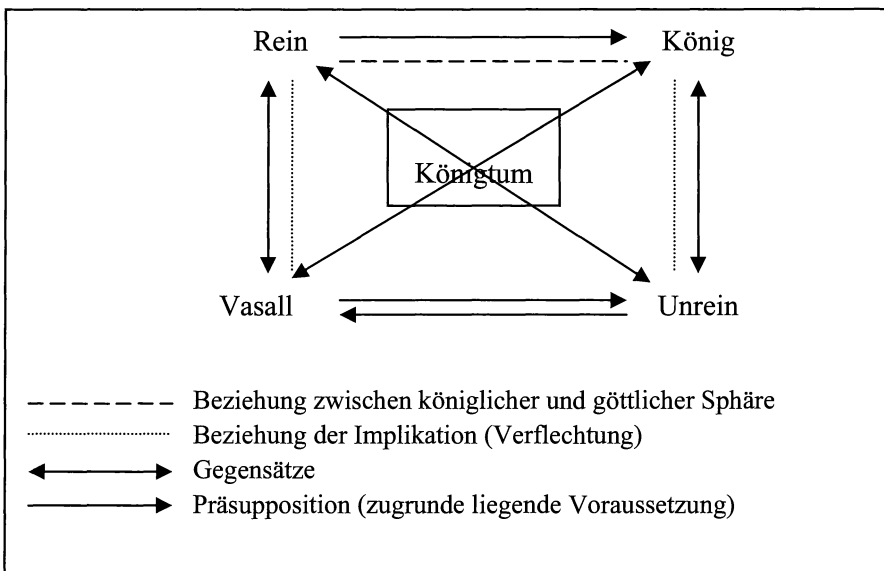 Rein König
Königtum
Vasall Unrein
Beziehung zwischen königlicher und göttlicher Sphäre
Beziehung der Implikation (Verflechtung)
Gegensätze
Präsupposition (zugrunde liegende Voraussetzung)